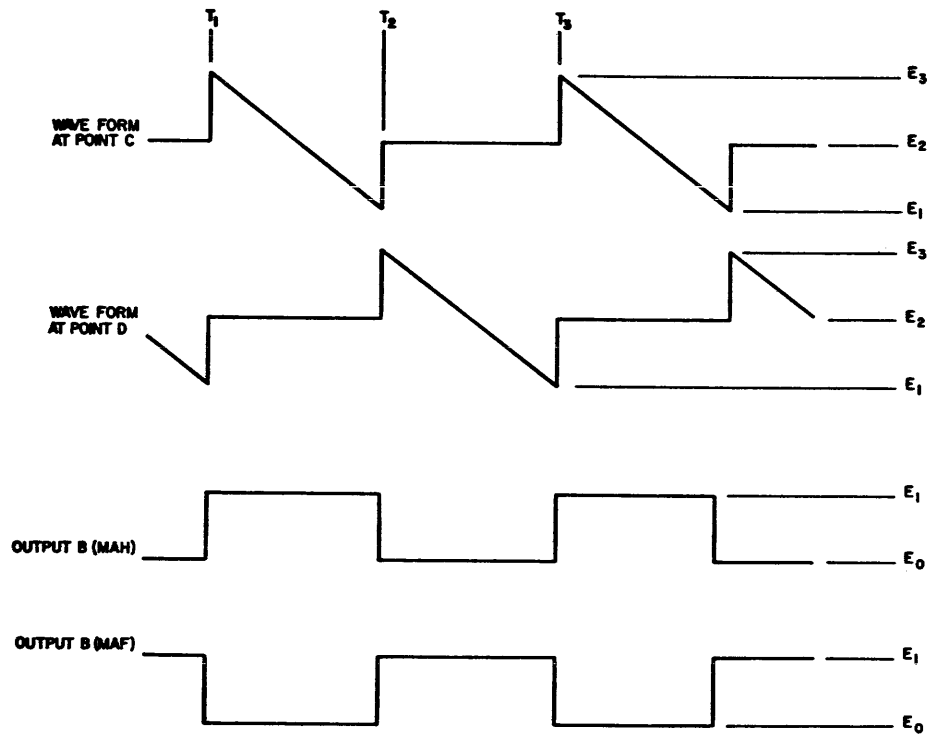 T1 T2 T3
E3
WAVE FORM
AT POINT C
E2
E1
E3
WAVE FORM
AT POINT D
E2
E1
E1
OUTPUT B (MAH)
E0
OUTPUT B (MAF)
E1
E0